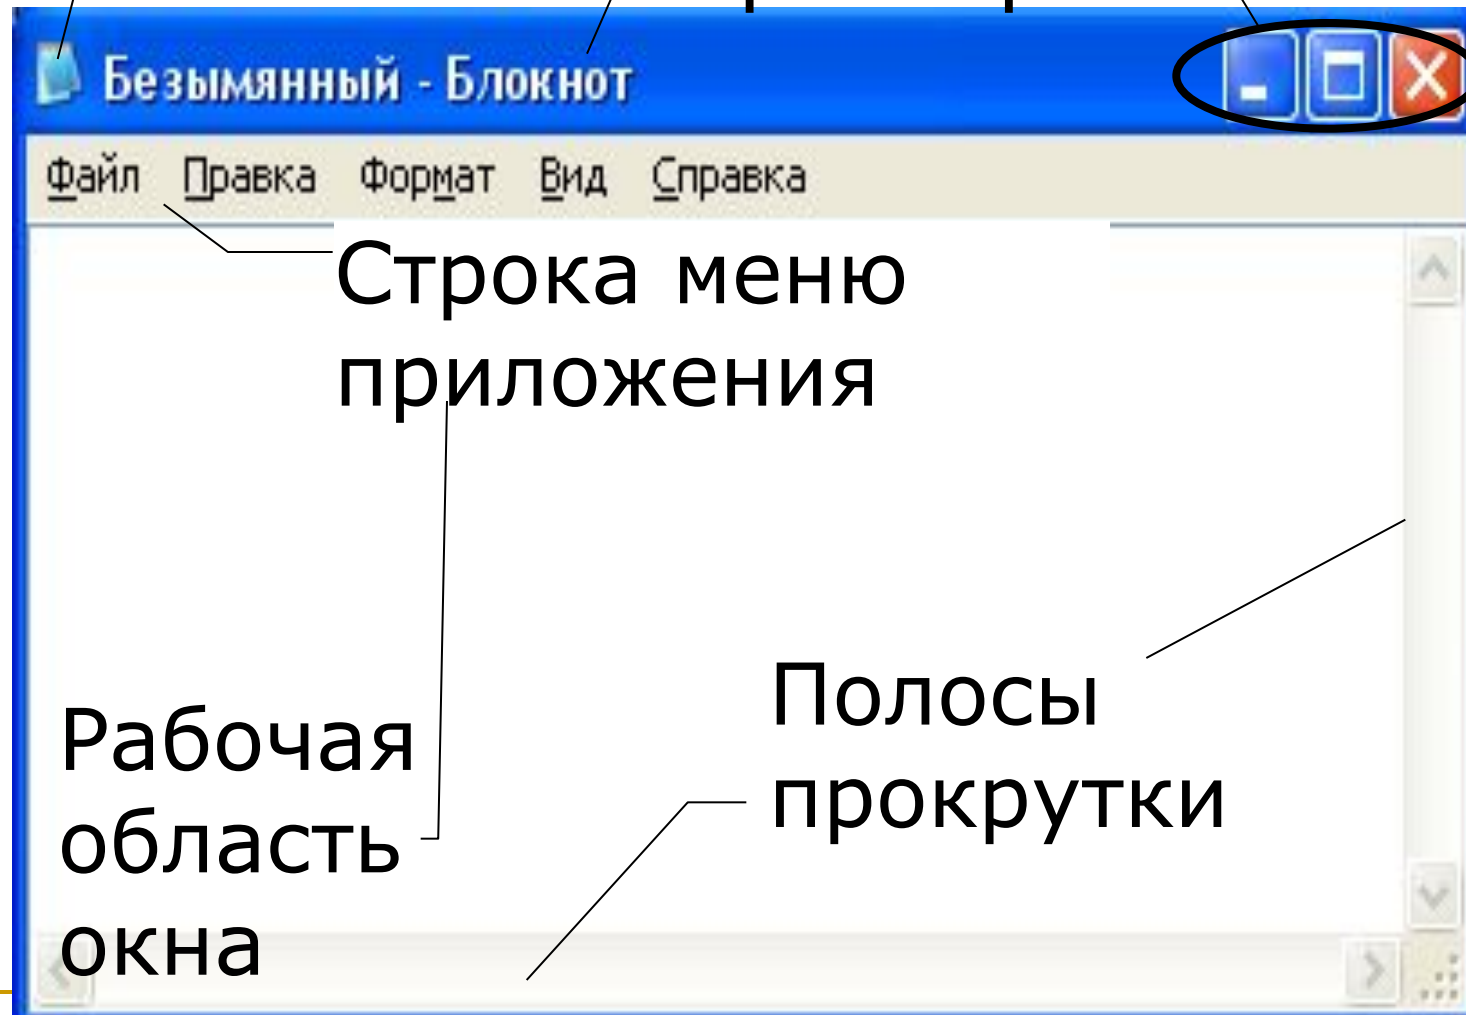 Безымянный - Блокнот
Файл Правка Формат Вид Справка
Строка меню
приложения
Полосы
прокрутки
Рабочая
область
окна